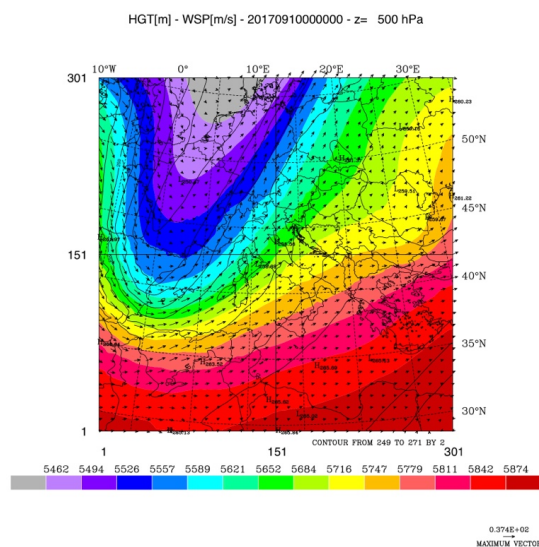 HGT[m] - WSP[m/s] - 20170910000000 - z= 500 hPa
10°W 0° 10°E 20°E 30°E
301
50°N
45°N
151
40°N
35°N
30°N
1
CONTOUR FROM 249 TO 271 BY 2
1 151 301
5462 5494 5526 5557 5589 5621 5652 5684 5716 5747 5779 5811 5842 5874
0.374E+02
MAXIMUM VECTOR